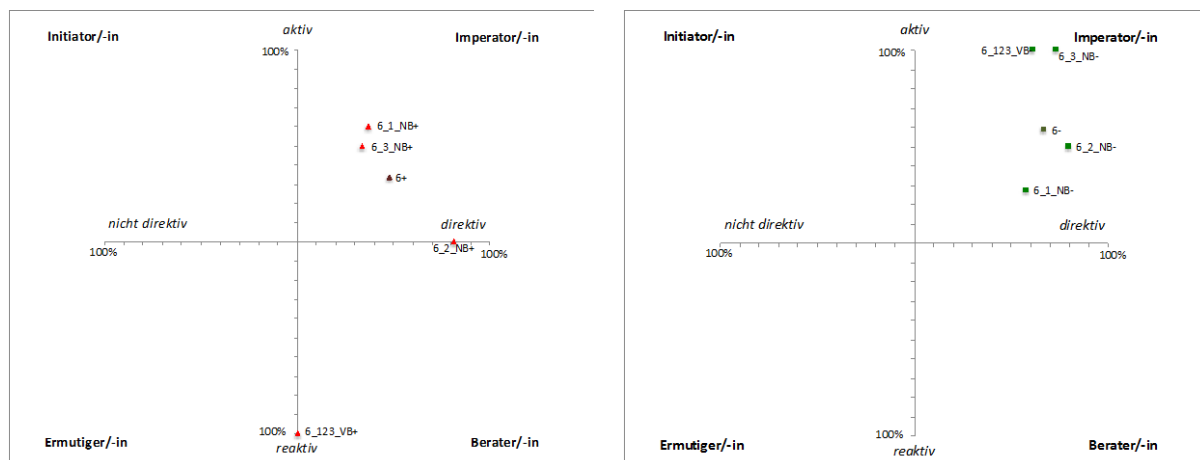 aktiv
Initiator/-in
Imperator/-in
100%
6_1_NB+
6_3_NB+
6+
nicht direktiv
direktiv
100%
6_2_NB+
100%
100%
6_123_VB+
Ermutiger/-in
reaktiv
Berater/-in
aktiv
Initiator/-in
Imperator/-in
100%
6_123_VB-
6_3_NB-
6-
6_2_NB-
6_1_NB-
nicht direktiv
direktiv
100%
100%
100%
Ermutiger/-in
reaktiv
Berater/-in